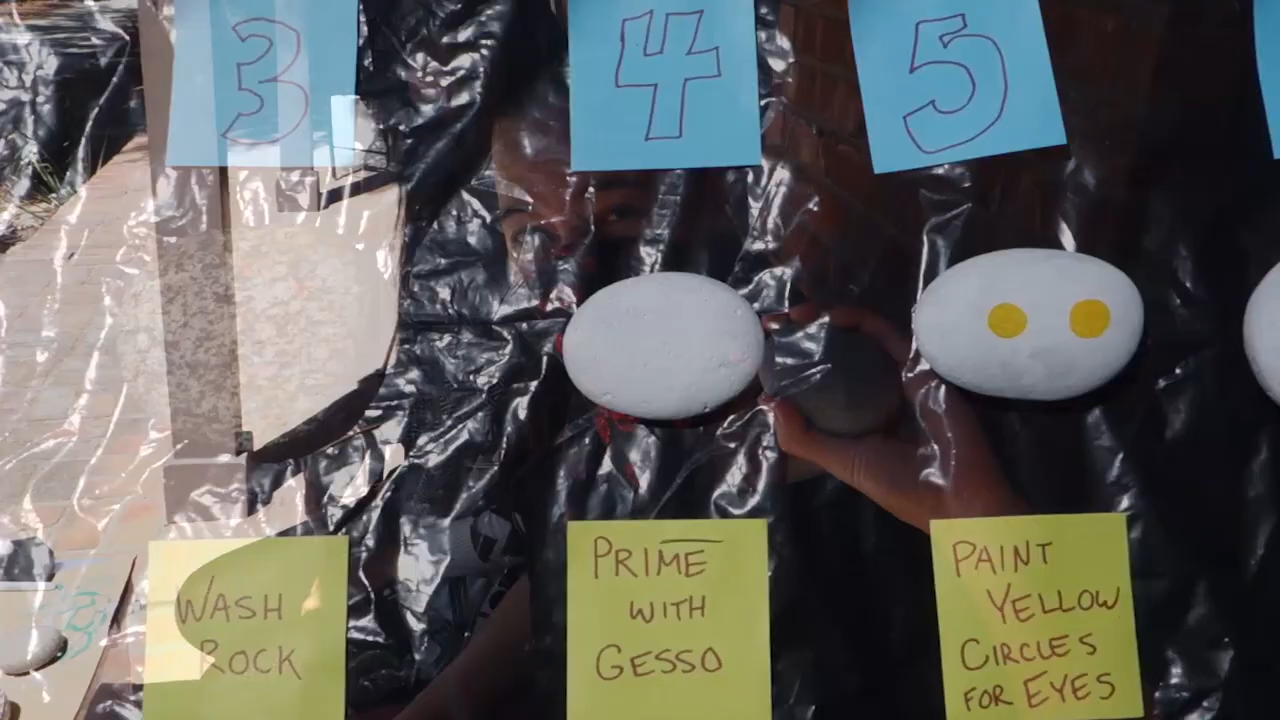 3
4
5
WASH
ROCK
PRIME
WITH
GESSO
PAINT
YELLOW
CIRCLES
FOR EYES